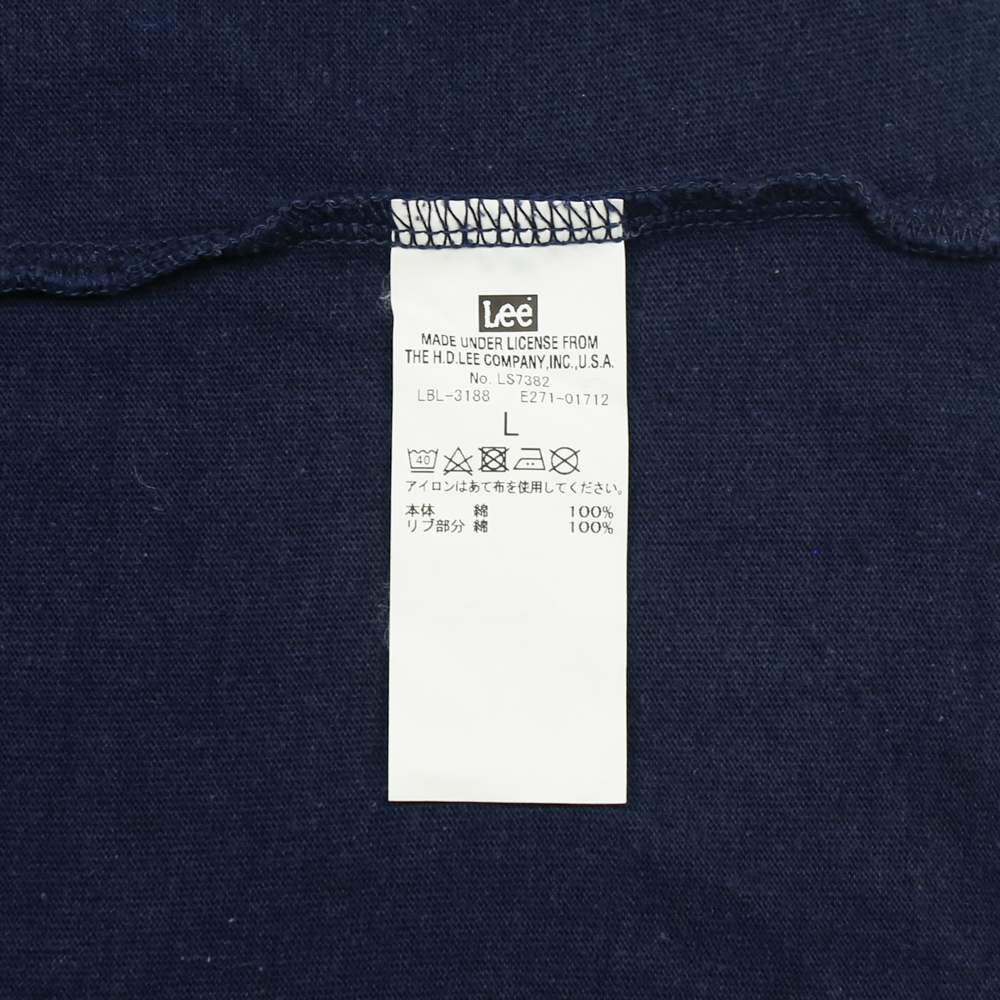 Lee
MADE UNDER LICENSE FROM
THE H.D.LEE COMPANY,INC.,U.S.A.
No. LS7382
LBL-3188 E271-01712
L
40
アイロンはあて布を使用してください。
本体 綿 100%
リブ部分 綿 100%